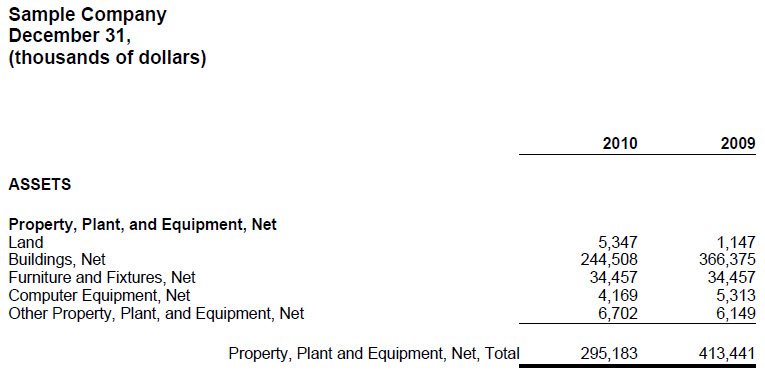 Sample Company
December 31,
(thousands of dollars)
2010 2009
ASSETS
Property, Plant, and Equipment, Net
Land 5,347 1,147
Buildings, Net 244,508 366,375
Furniture and Fixtures, Net 34,457 34,457
Computer Equipment, Net 4,169 5,313
Other Property, Plant, and Equipment, Net 6,702 6,149
Property, Plant and Equipment, Net, Total 295,183 413,441